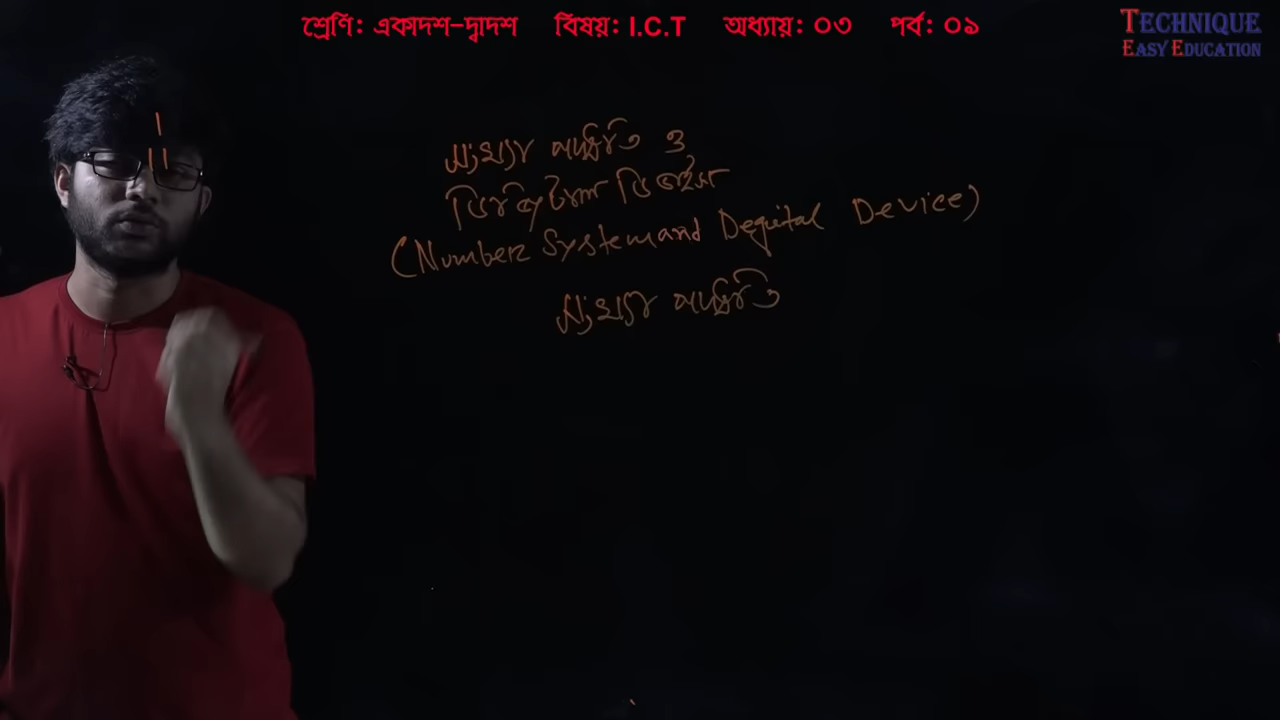 শ্রেণি: একাদশ-দ্বাদশ বিষয়: I.C.T অধ্যায়: ০৩ পর্ব: ০১
TECHNIQUE
EASY EDUCATION
সংখ্যা পদ্ধতি ও
ডিজিটাল ডিভাইস
(Number System and Degital Device)
সংখ্যা পদ্ধতি